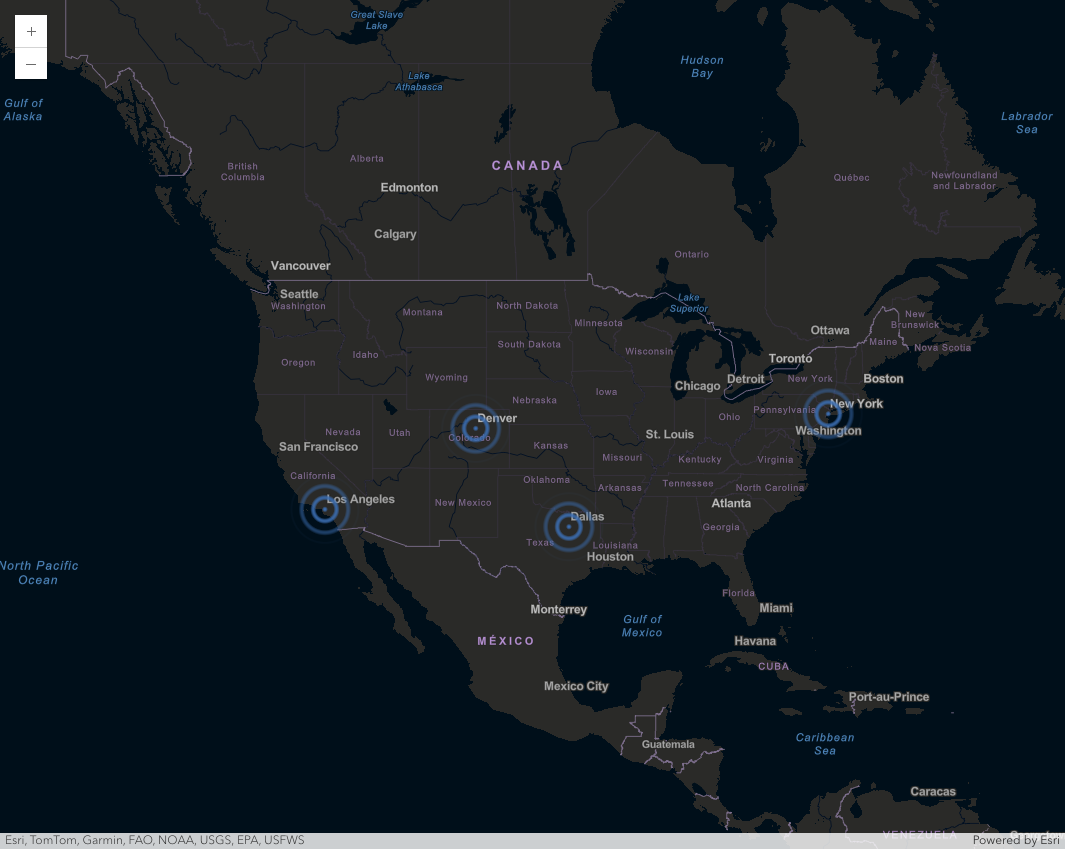 +
−
Great Slave
Lake
Hudson
Bay
Lake
Athabasca
Gulf of
Alaska
Labrador
Sea
CANADA
Alberta
British
Columbia
Edmonton
Québec
Newfoundland
and Labrador
Calgary
Ontario
Vancouver
Seattle
Washington
Lake
Superior
North Dakota
Montana
Minnesota
New
Brunswick
Ottawa
Maine
Nova Scotia
South Dakota
Wisconsin
Idaho
Oregon
Toronto
Wyoming
Chicago
Detroit
New York
Boston
Iowa
Nebraska
New York
Pennsylvania
Ohio
Denver
Washington
Nevada
Utah
Colorado
St. Louis
San Francisco
Kansas
Missouri
Kentucky
Virginia
California
Oklahoma
Arkansas
Tennessee
North Carolina
Los Angeles
New Mexico
Atlanta
Dallas
Georgia
Texas
Louisiana
Houston
North Pacific
Ocean
Florida
Monterrey
Miami
Gulf of
Mexico
MÉXICO
Havana
CUBA
Mexico City
Port-au-Prince
Guatemala
Caribbean
Sea
Caracas
VENEZUELA
Esri, TomTom, Garmin, FAO, NOAA, USGS, EPA, USFWS
Powered by Esri